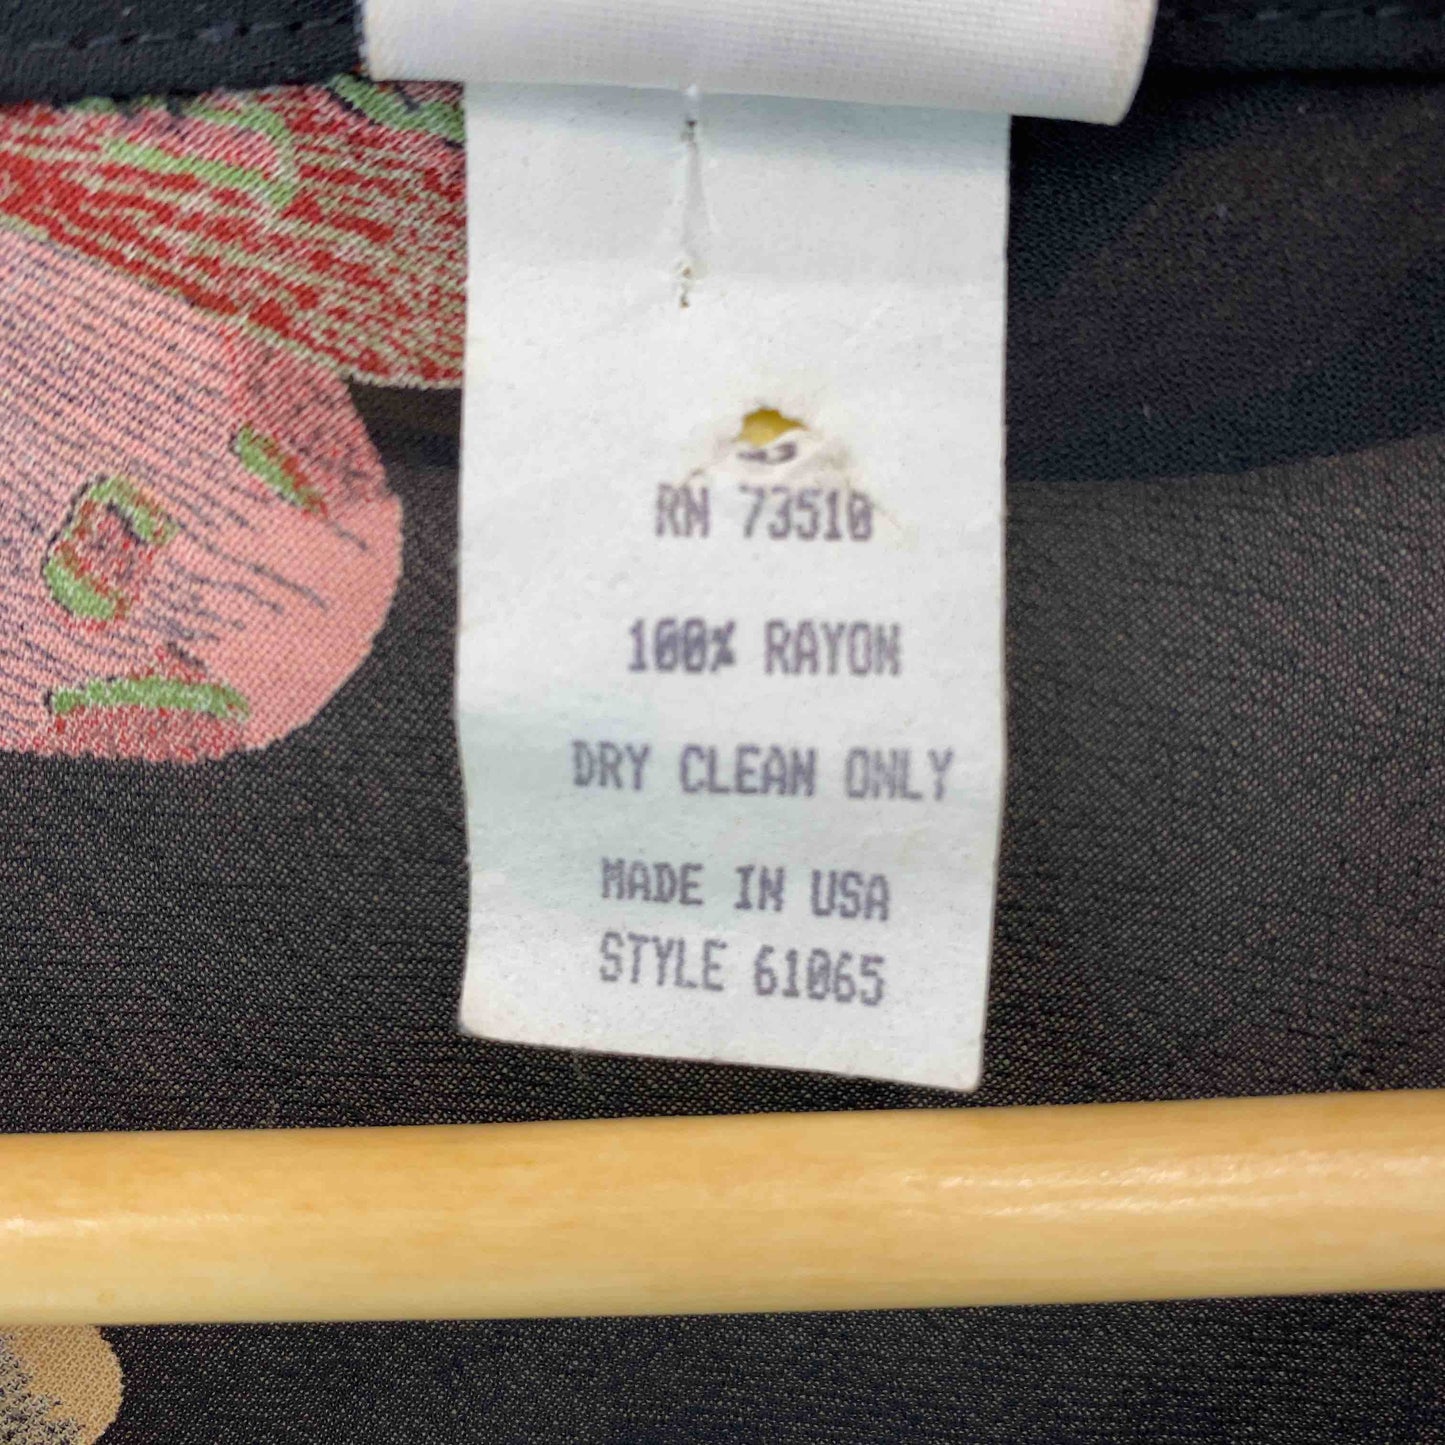 RN 73510
100% RAYON
DRY CLEAN ONLY
MADE IN USA
STYLE 61065